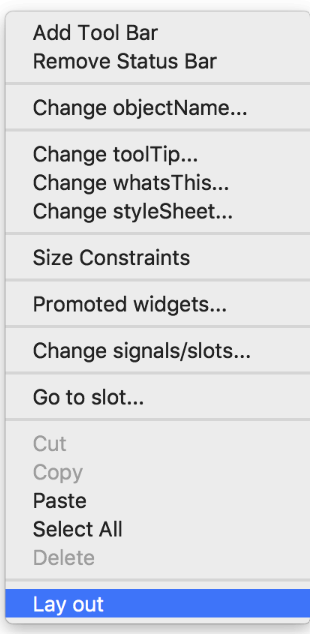 Add Tool Bar
Remove Status Bar
Change objectName...
Change toolTip...
Change whatsThis...
Change styleSheet...
Size Constraints
Promoted widgets...
Change signals/slots...
Go to slot...
Cut
Copy
Paste
Select All
Delete
Lay out